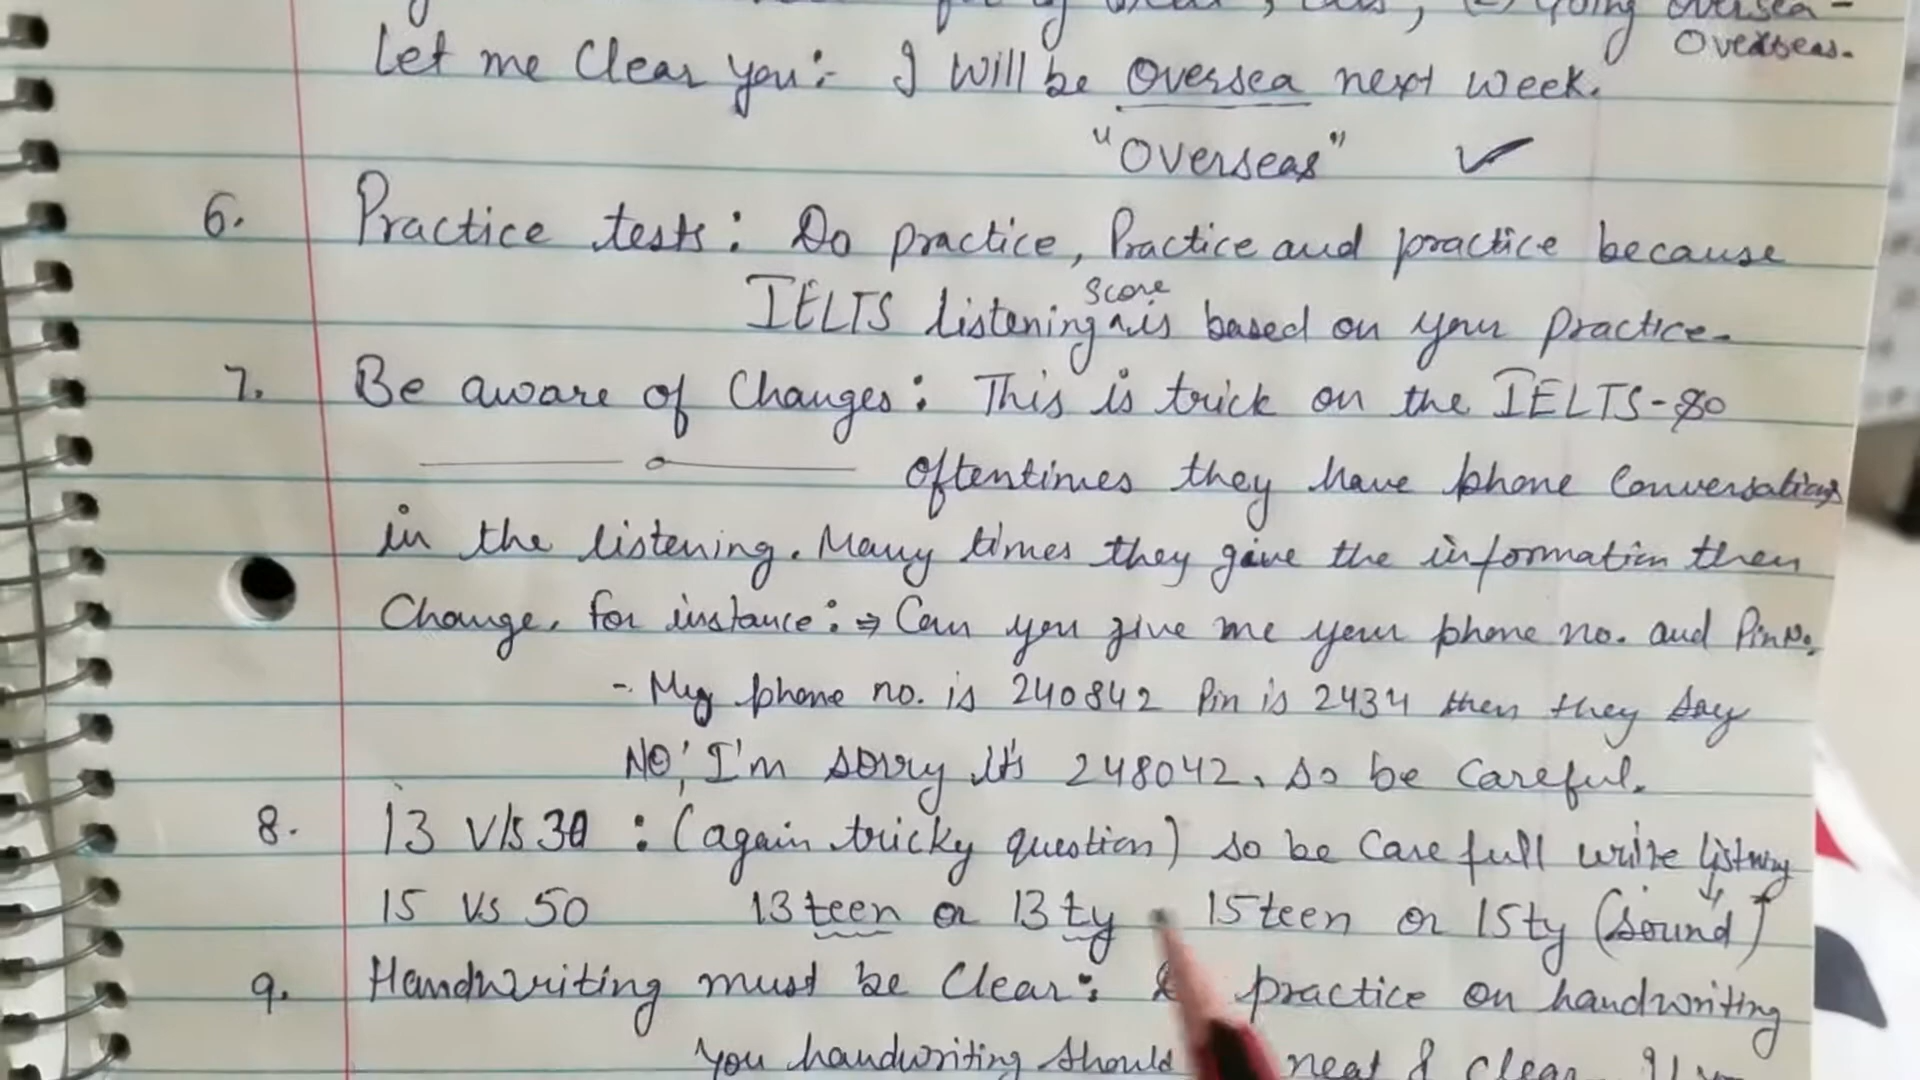 (2) Going oversea-
Overseas.
Let me Clear you:- I will be Oversea next week.
"Overseas" ✓
6. Practice tests: Do practice, Practice and practice because
IELTS listening score is based on your practice.
7. Be aware of Changes: This is trick on the IELTS- so
oftentimes they have phone Conversations
in the listening. Many times they give the information then
Change. for instance: ⇒ Can you give me your phone no. and Pin No.
- My phone no. is 240842 Pin is 2434 then they say
NO! I'm sorry it's 248042. so be Careful.
8. 13 V/s 30 : (again tricky question) so be Carefull write listning
15 Vs 50 13teen or 13ty 15teen or 15ty (sound)
9. Handwriting must be Clear: practice on handwriting
You handwriting should neat & clear.